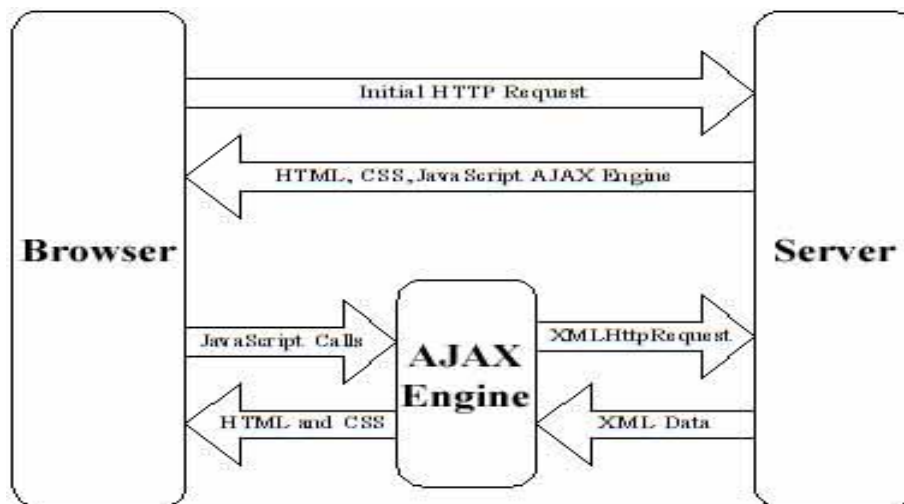 Initial HTTP Request
HTML, CSS, JavaScript AJAX Engine
Browser
Server
JavaScript Calls
AJAX
Engine
XMLHttpRequest
HTML and CSS
XML Data